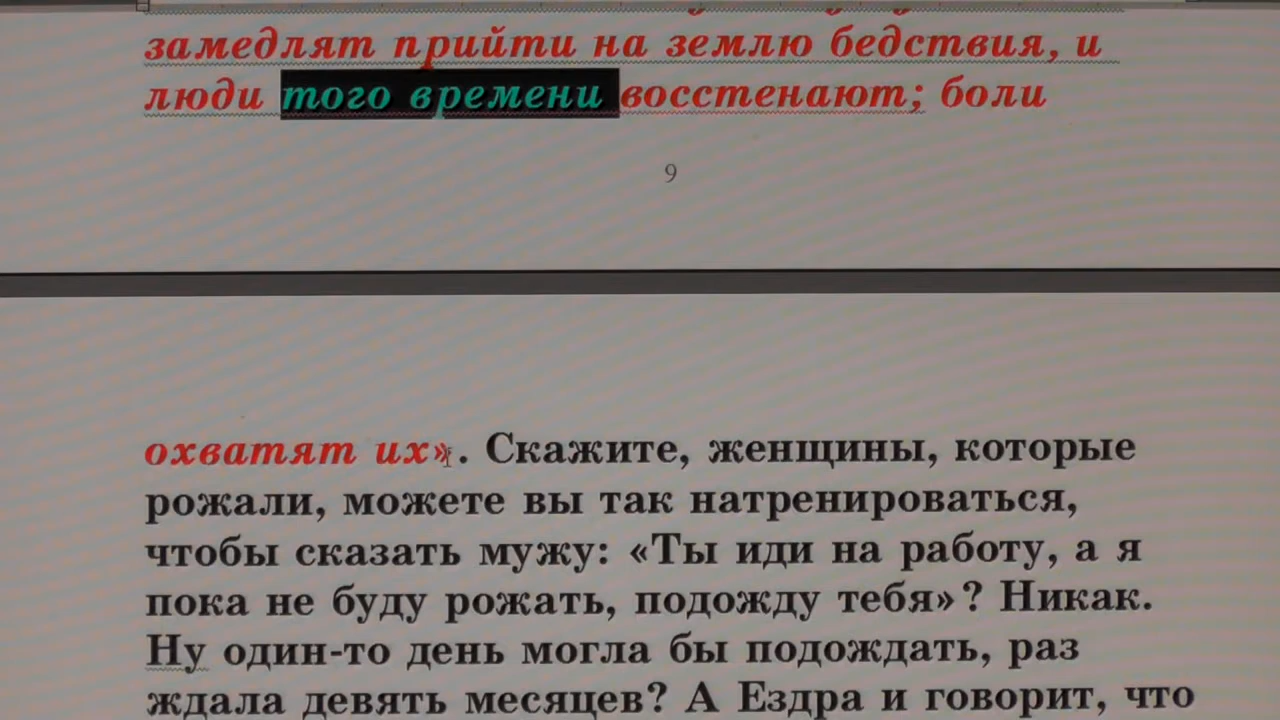 замедлят прийти на землю бедствия, и
люди того времени восстенают; боли
9
охватят их». Скажите, женщины, которые
рожали, можете вы так натренироваться,
чтобы сказать мужу: «Ты иди на работу, а я
пока не буду рожать, подожду тебя»? Никак.
Ну один-то день могла бы подождать, раз
ждала девять месяцев? А Ездра и говорит, что